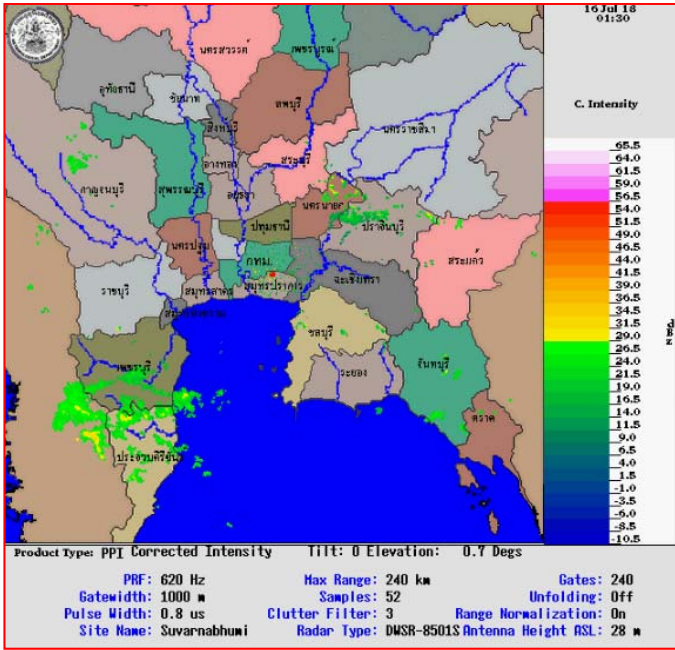 16 Jul 18
01:30
C. Intensity
65.5
64.0
61.5
59.0
56.5
54.0
51.5
49.0
46.5
44.0
41.5
39.0
36.5
34.0
31.5
29.0
26.5
24.0
21.5
19.0
16.5
14.0
11.5
9.0
6.5
4.0
1.5
-1.0
-3.5
-6.0
-8.5
-10.5
นครสวรรค์
เพชรบูรณ์
อุทัยธานี
ชัยนาท
ลพบุรี
สิงหบุรี
นครราชสีมา
อ่างทอง
สระบุรี
กาญจนบุรี
สุพรรณบุรี
อยุธยา
นครนายก
ปราจีนบุรี
ปทุมธานี
นครปฐม
กทม.
สระแก้ว
ราชบุรี
สมุทรสาคร
สมุทรปราการ
ฉะเชิงเทรา
ชลบุรี
เพชรบุรี
ระยอง
จันทบุรี
ตราด
ประจวบคีรีขันธ์
Product Type: PPI Corrected Intensity Tilt: 0 Elevation: 0.7 Degs
PRF: 620 Hz Max Range: 240 km Gates: 240
Gatewidth: 1000 m Samples: 52 Unfolding: Off
Pulse Width: 0.8 us Clutter Filter: 3 Range Normalization: On
Site Name: Suvarnabhumi Radar Type: DWSR-8501S Antenna Height ASL: 28 m